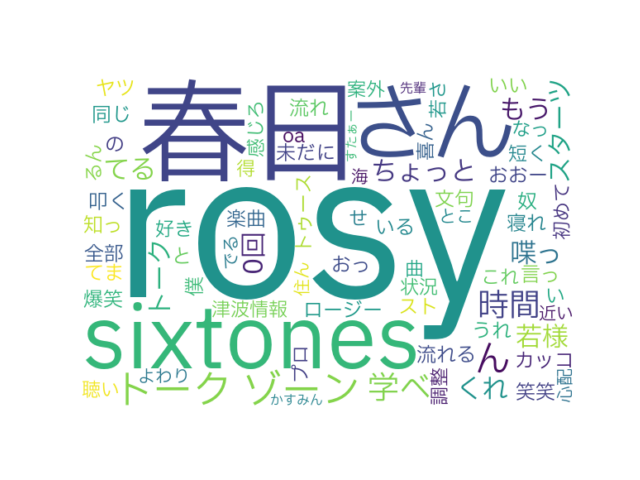 ヤツ
案外
先輩
いい
同じ
春日さん
流れ
若さ
もう
の
感じろ
oa
未だに
すたぁー
喜ん
なっ
スターツ
るん
てる
得
海
ちょっと
短く
おおー
叩く
rosy
トゥース
文句
奴
初めて
知っ
好き
楽曲
せ
いる
とこ
寝れ
全部
トーク
と
でる
0回
おっ
曲
喋っ
てま
僕
住ん
状況
これ
言っ
爆笑
津波情報
ロージー
スト
時間
い
近い
sixtones
うれ
若様
よわり
プロ
流れる
ん
カッ
口
聴い
トークゾーン
学べ
調整
くれ
笑笑
心配
かすみん